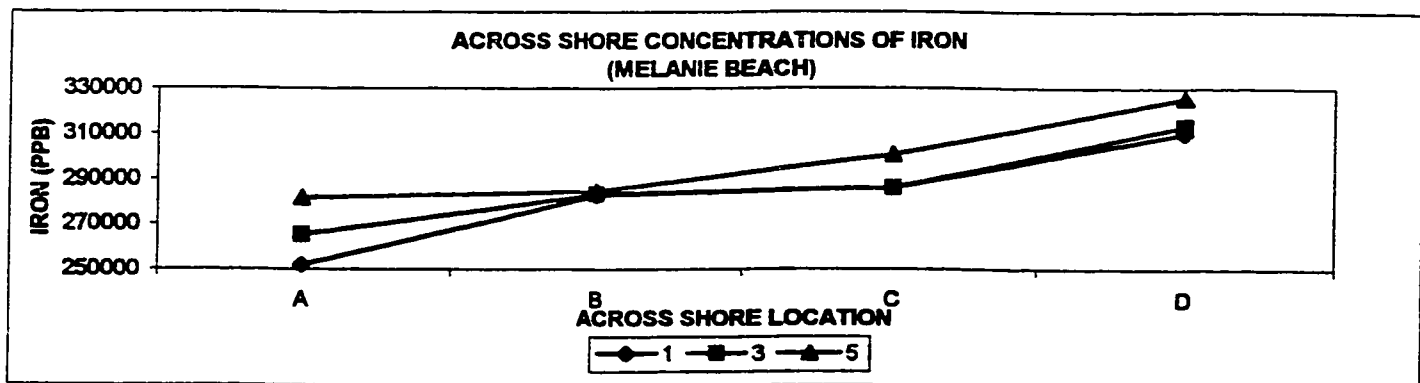 ACROSS SHORE CONCENTRATIONS OF IRON
(MELANIE BEACH)
IRON (PPB)
330000
310000
290000
270000
250000
A B C D
ACROSS SHORE LOCATION
1 3 5